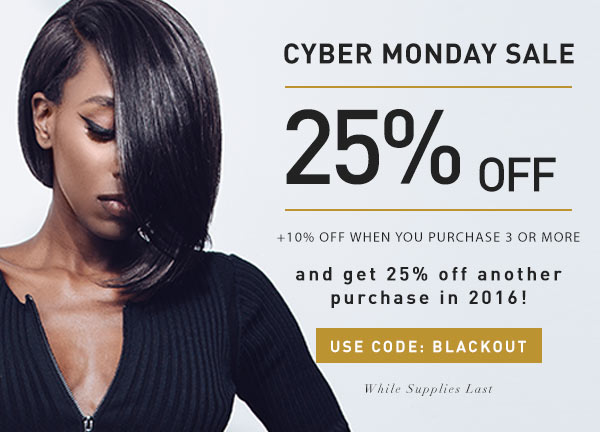 CYBER MONDAY SALE
25% OFF
+10% OFF WHEN YOU PURCHASE 3 OR MORE
and get 25% off another
purchase in 2016!
USE CODE: BLACKOUT
While Supplies Last